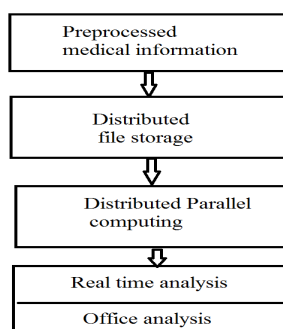 Preprocessed
medical information
Distributed
file storage
Distributed Parallel
computing
Real time analysis
Office analysis